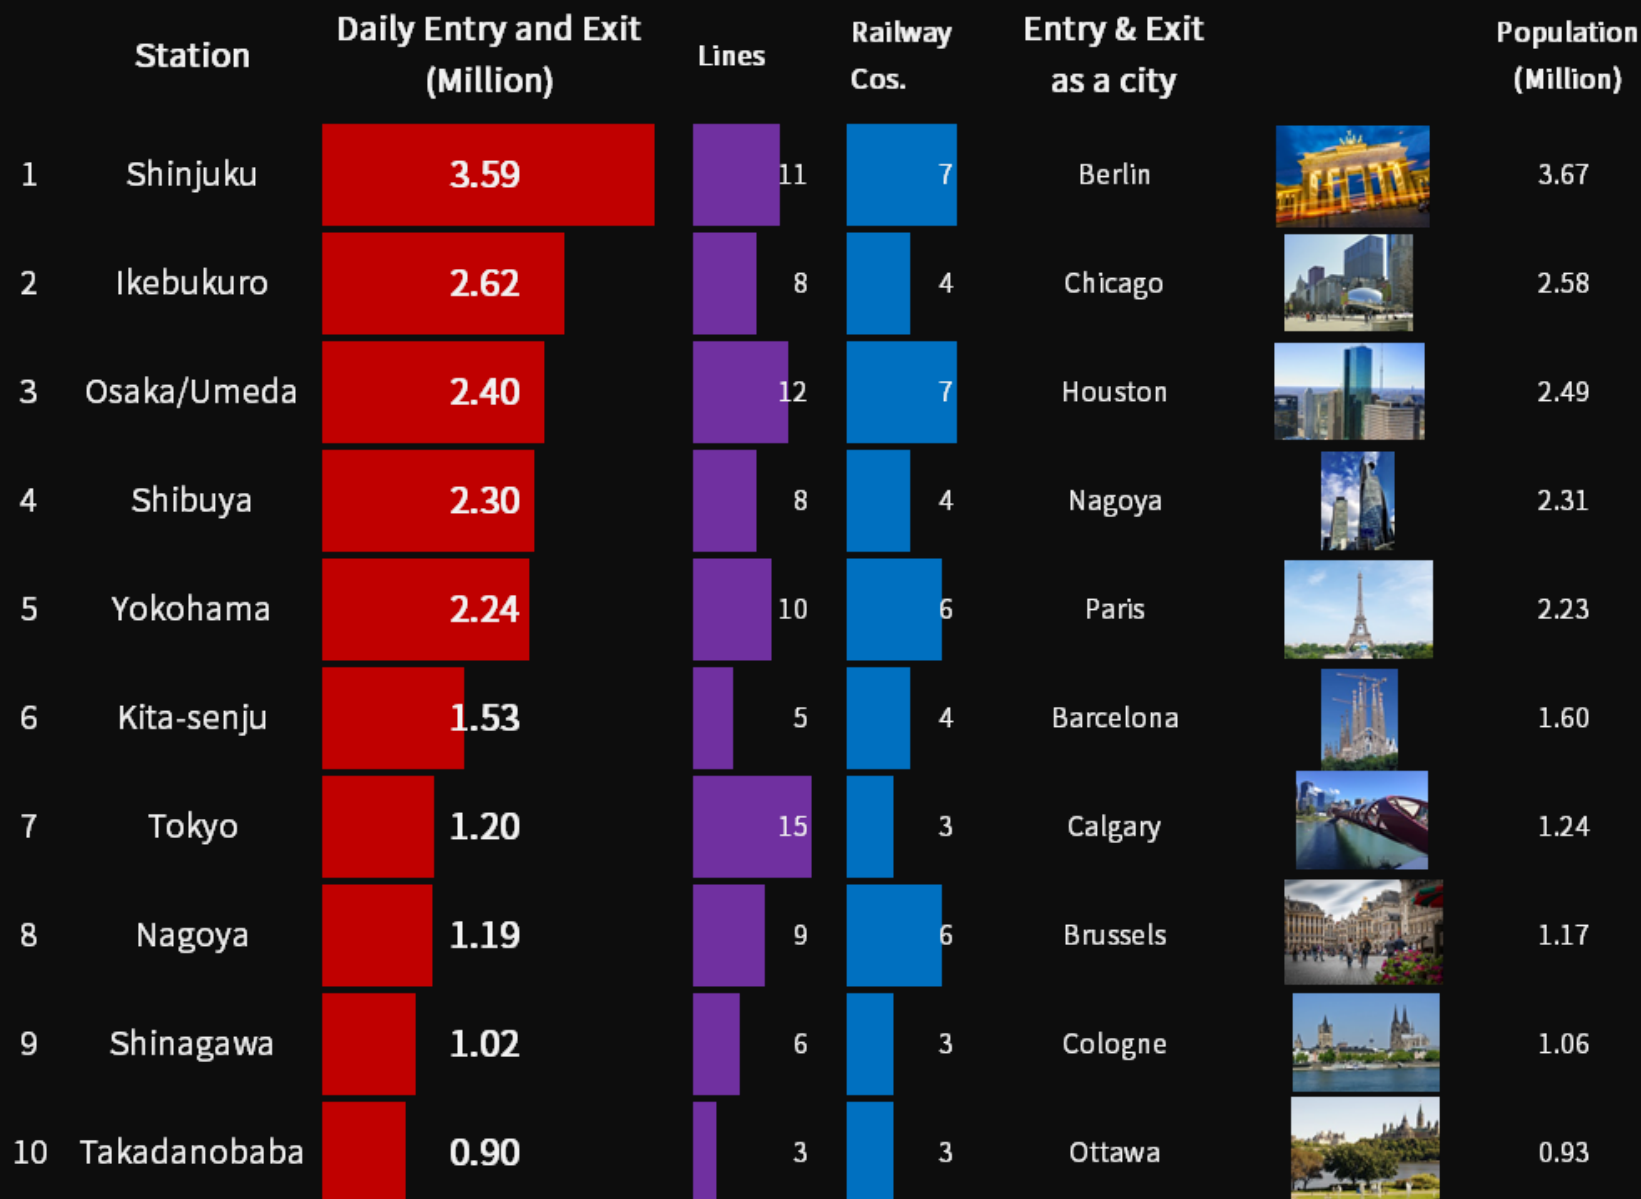 Station Daily Entry and Exit (Million) Lines Railway Cos. Entry & Exit as a city Population (Million)
1 Shinjuku 3.59 11 7 Berlin 3.67
2 Ikebukuro 2.62 8 4 Chicago 2.58
3 Osaka/Umeda 2.40 12 7 Houston 2.49
4 Shibuya 2.30 8 4 Nagoya 2.31
5 Yokohama 2.24 10 6 Paris 2.23
6 Kita-senju 1.53 5 4 Barcelona 1.60
7 Tokyo 1.20 15 3 Calgary 1.24
8 Nagoya 1.19 9 6 Brussels 1.17
9 Shinagawa 1.02 6 3 Cologne 1.06
10 Takadanobaba 0.90 3 3 Ottawa 0.93